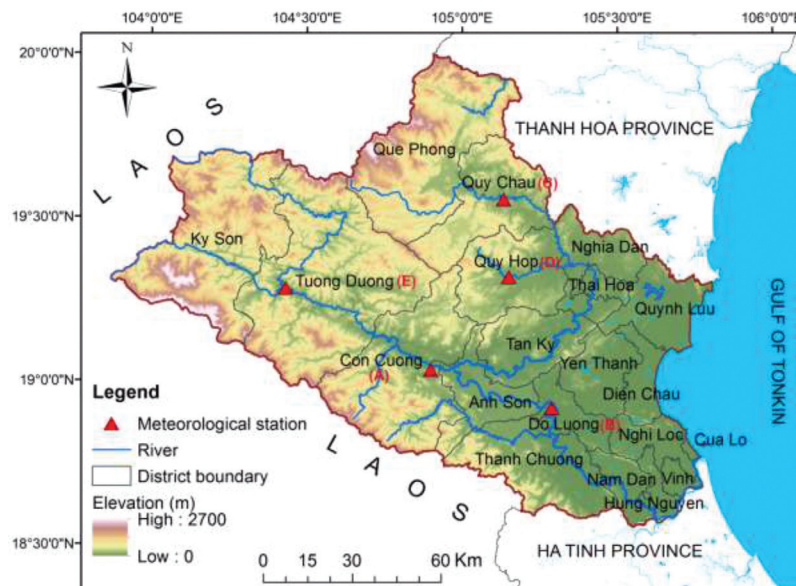 104°0'0"E 104°30'0"E 105°00'0"E 105°30'0"E 106°0'0"E
20°0'0"N
19°30'0"N
19°00'0"N
18°30'0"N
N
LAOS
THANH HOA PROVINCE
Que Phong
Quy Chau (C)
Ky Son
Nghia Dan
Quy Hop (D)
Tuong Duong (E)
Thai Hoa
Quynh Luu
GULF OF TONKIN
Tan Ky
Con Cuong
(A)
Yen Thanh
Dien Chau
Anh Son
Do Luong (B)
Nghi Loc
Cua Lo
LAOS
Thanh Chuong
Nam Dan
Vinh
Hung Nguyen
HA TINH PROVINCE
Legend
Meteorological station
River
District boundary
Elevation (m)
High : 2700
Low : 0
0 15 30 60 Km